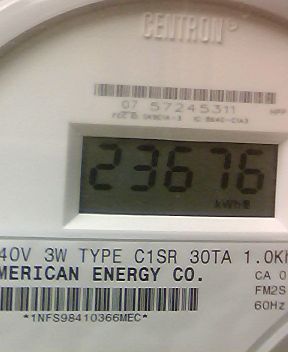 CENTRON®
07 57245311
23676
kWh
40V 3W TYPE C1SR 30TA 1.0Kh
MERICAN ENERGY CO.
CA 0
FM2S
60Hz
*1NFS98410366MEC*